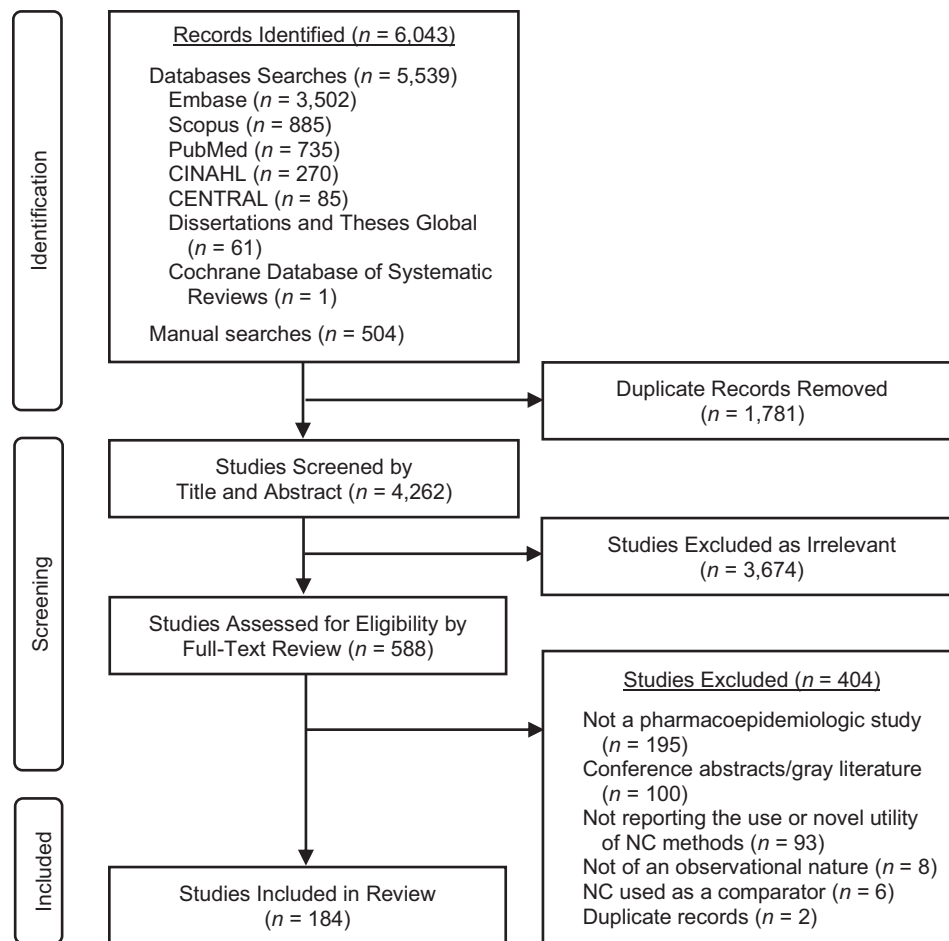 Identification
Records Identified (n = 6,043)
Databases Searches (n = 5,539)
Embase (n = 3,502)
Scopus (n = 885)
PubMed (n = 735)
CINAHL (n = 270)
CENTRAL (n = 85)
Dissertations and Theses Global
(n = 61)
Cochrane Database of Systematic
Reviews (n = 1)
Manual searches (n = 504)
Duplicate Records Removed
(n = 1,781)
Screening
Studies Screened by
Title and Abstract (n = 4,262)
Studies Excluded as Irrelevant
(n = 3,674)
Studies Assessed for Eligibility by
Full-Text Review (n = 588)
Studies Excluded (n = 404)
Not a pharmacoepidemiologic study
(n = 195)
Conference abstracts/gray literature
(n = 100)
Not reporting the use or novel utility
of NC methods (n = 93)
Not of an observational nature (n = 8)
NC used as a comparator (n = 6)
Duplicate records (n = 2)
Included
Studies Included in Review
(n = 184)